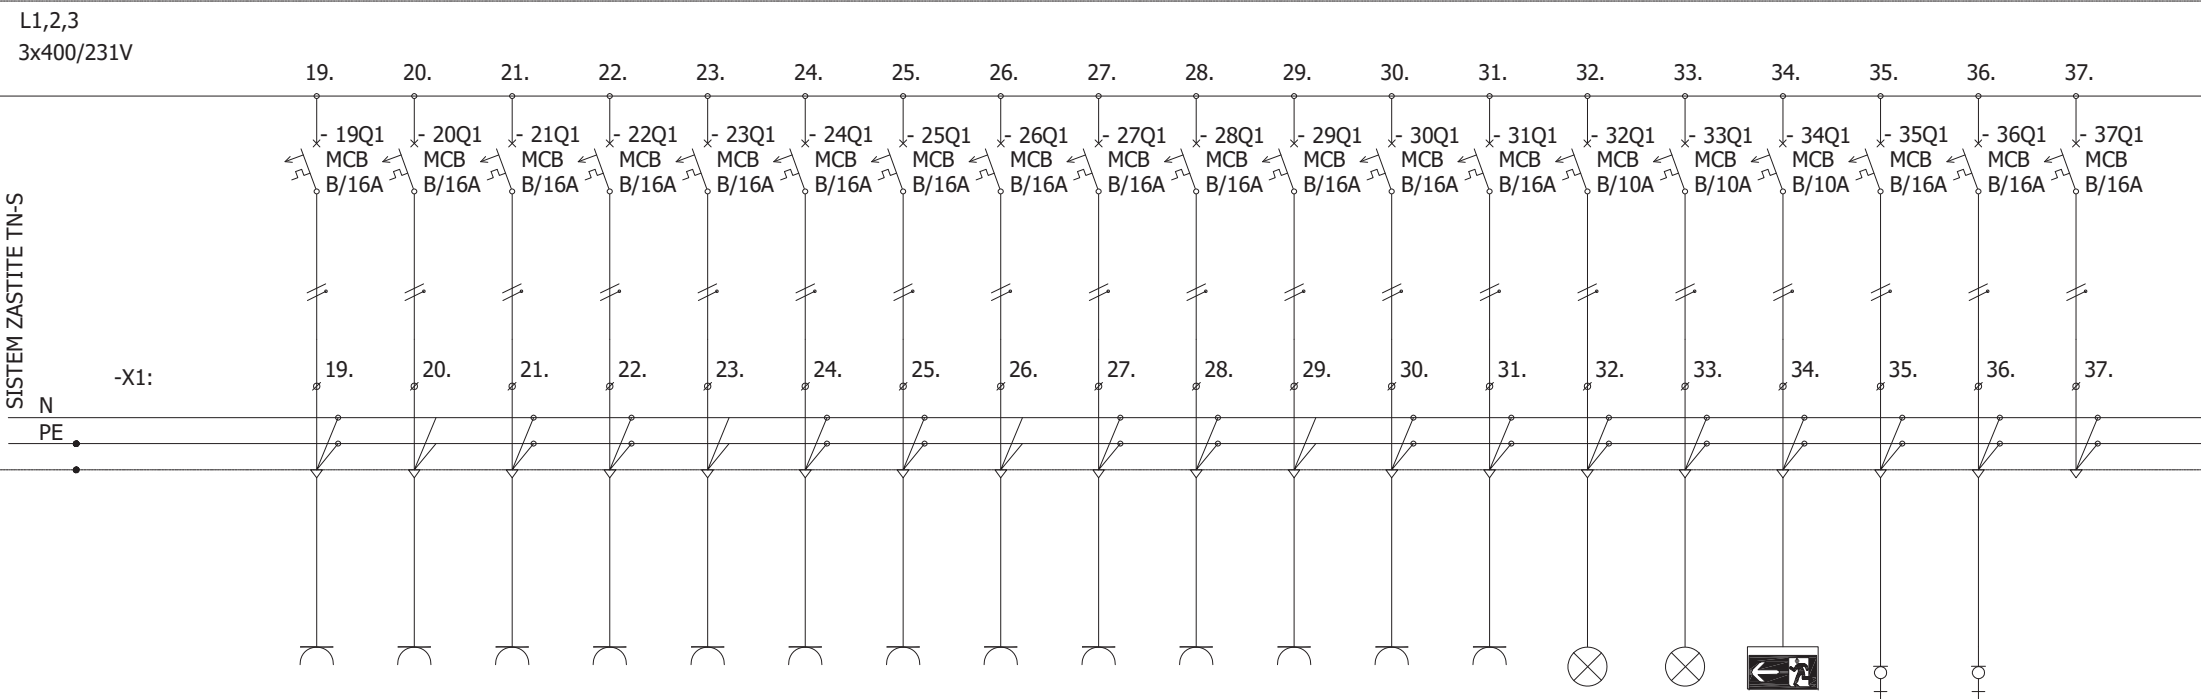 L1,2,3
3x400/231V
19. 20. 21. 22. 23. 24. 25. 26. 27. 28. 29. 30. 31. 32. 33. 34. 35. 36. 37.
- 19Q1 - 20Q1 - 21Q1 - 22Q1 - 23Q1 - 24Q1 - 25Q1 - 26Q1 - 27Q1 - 28Q1 - 29Q1 - 30Q1 - 31Q1 - 32Q1 - 33Q1 - 34Q1 - 35Q1 - 36Q1 - 37Q1
MCB MCB MCB MCB MCB MCB MCB MCB MCB MCB MCB MCB MCB MCB MCB MCB MCB MCB MCB
B/16A B/16A B/16A B/16A B/16A B/16A B/16A B/16A B/16A B/16A B/16A B/16A B/16A B/10A B/10A B/10A B/16A B/16A B/16A
SISTEM ZASTITE TN-S
-X1: 19. 20. 21. 22. 23. 24. 25. 26. 27. 28. 29. 30. 31. 32. 33. 34. 35. 36. 37.
N
PE